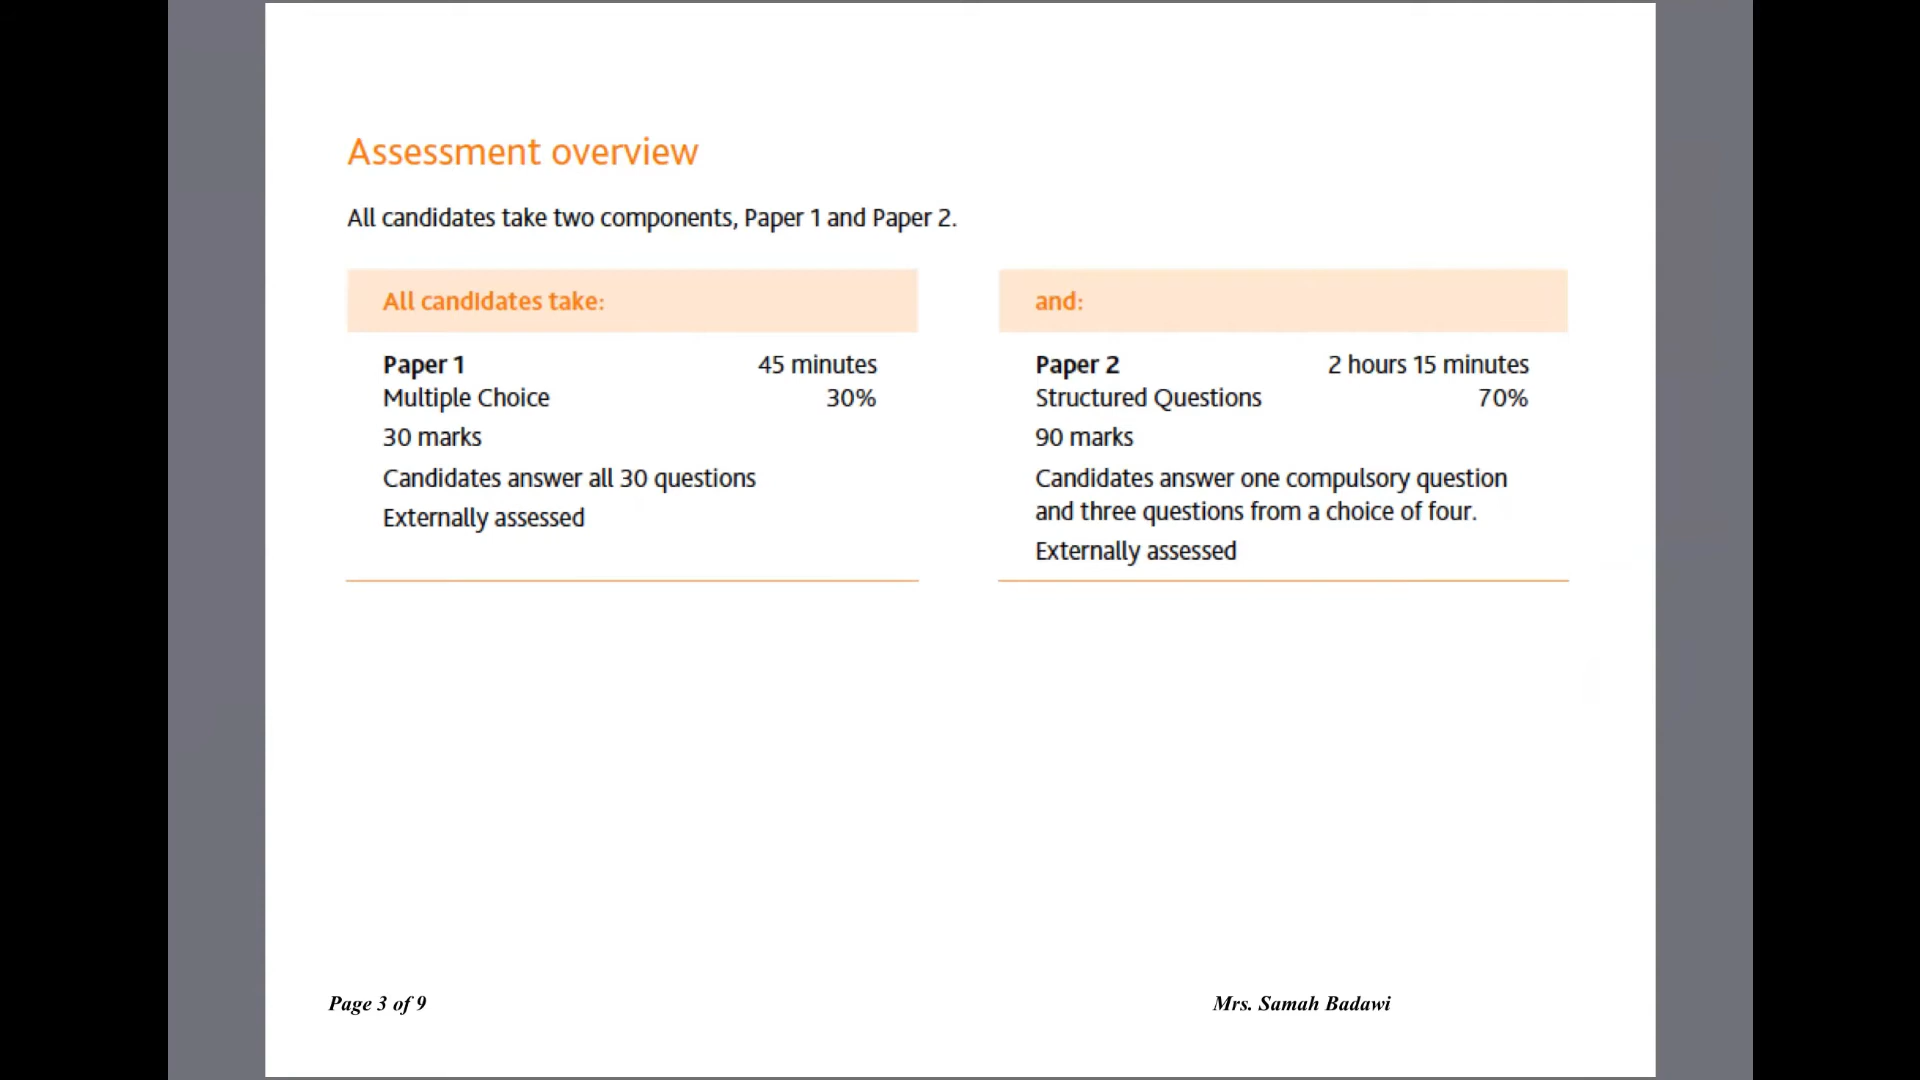 Assessment overview
All candidates take two components, Paper 1 and Paper 2.
All candidates take:
Paper 1 45 minutes
Multiple Choice 30%
30 marks
Candidates answer all 30 questions
Externally assessed
and:
Paper 2 2 hours 15 minutes
Structured Questions 70%
90 marks
Candidates answer one compulsory question
and three questions from a choice of four.
Externally assessed
Page 3 of 9 Mrs. Samah Badawi